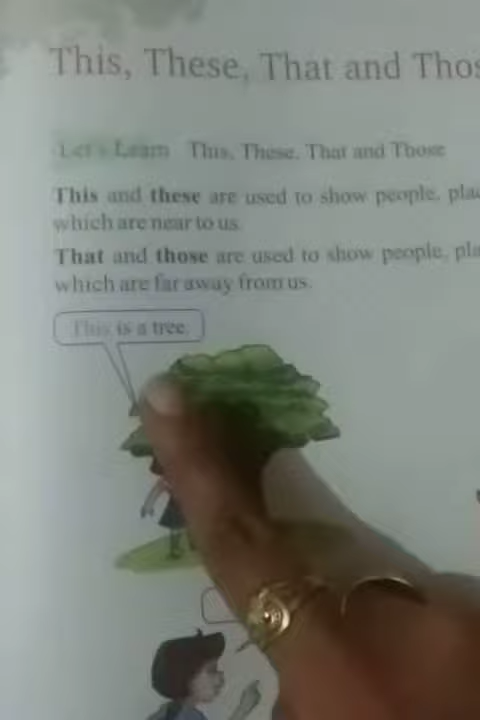 This, These, That and Thos
Let's Learn This, These, That and Those
This and these are used to show people, plac
which are near to us.
That and those are used to show people, pla
which are far away from us.
This is a tree.